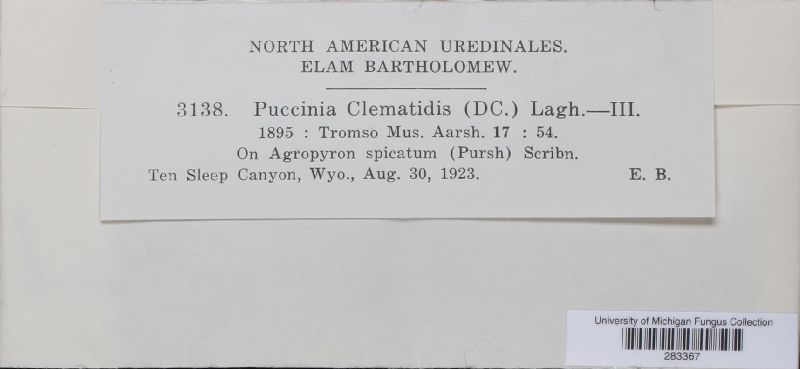 NORTH AMERICAN UREDINALES.
ELAM BARTHOLOMEW.
3138. Puccinia Clematidis (DC.) Lagh.—III.
1895 : Tromso Mus. Aarsh. 17 : 54.
On Agropyron spicatum (Pursh) Scribn.
Ten Sleep Canyon, Wyo., Aug. 30, 1923. E. B.
University of Michigan Fungus Collection
283367